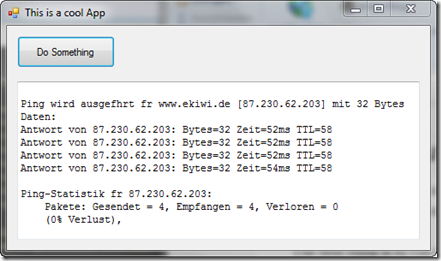 This is a cool App
Do Something
Ping wird ausgefhrt fr www.ekiwi.de [87.230.62.203] mit 32 Bytes
Daten:
Antwort von 87.230.62.203: Bytes=32 Zeit=52ms TTL=58
Antwort von 87.230.62.203: Bytes=32 Zeit=52ms TTL=58
Antwort von 87.230.62.203: Bytes=32 Zeit=52ms TTL=58
Antwort von 87.230.62.203: Bytes=32 Zeit=54ms TTL=58
Ping-Statistik fr 87.230.62.203:
Pakete: Gesendet = 4, Empfangen = 4, Verloren = 0
(0% Verlust),